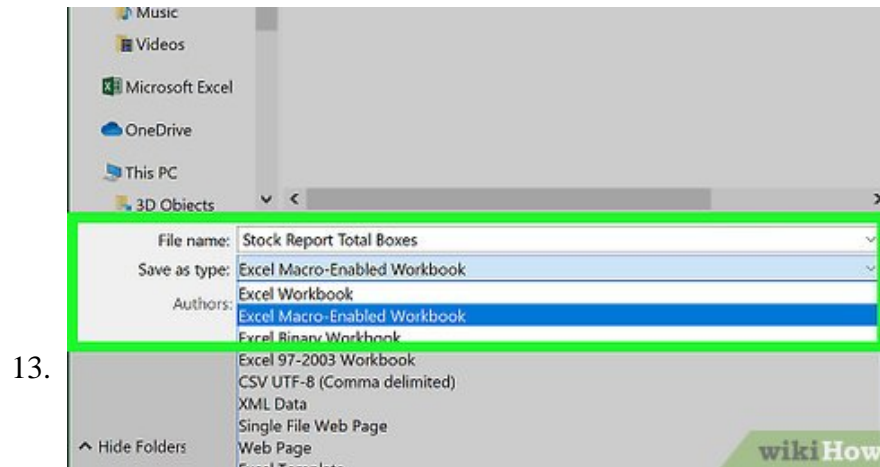 Music
Videos
Microsoft Excel
OneDrive
This PC
3D Objects
File name: Stock Report Total Boxes
Save as type: Excel Macro-Enabled Workbook
Authors:
Excel Workbook
Excel Macro-Enabled Workbook
Excel Binary Workbook
13.
Excel 97-2003 Workbook
CSV UTF-8 (Comma delimited)
XML Data
Single File Web Page
Hide Folders
Web Page
Excel Template
wikiHow